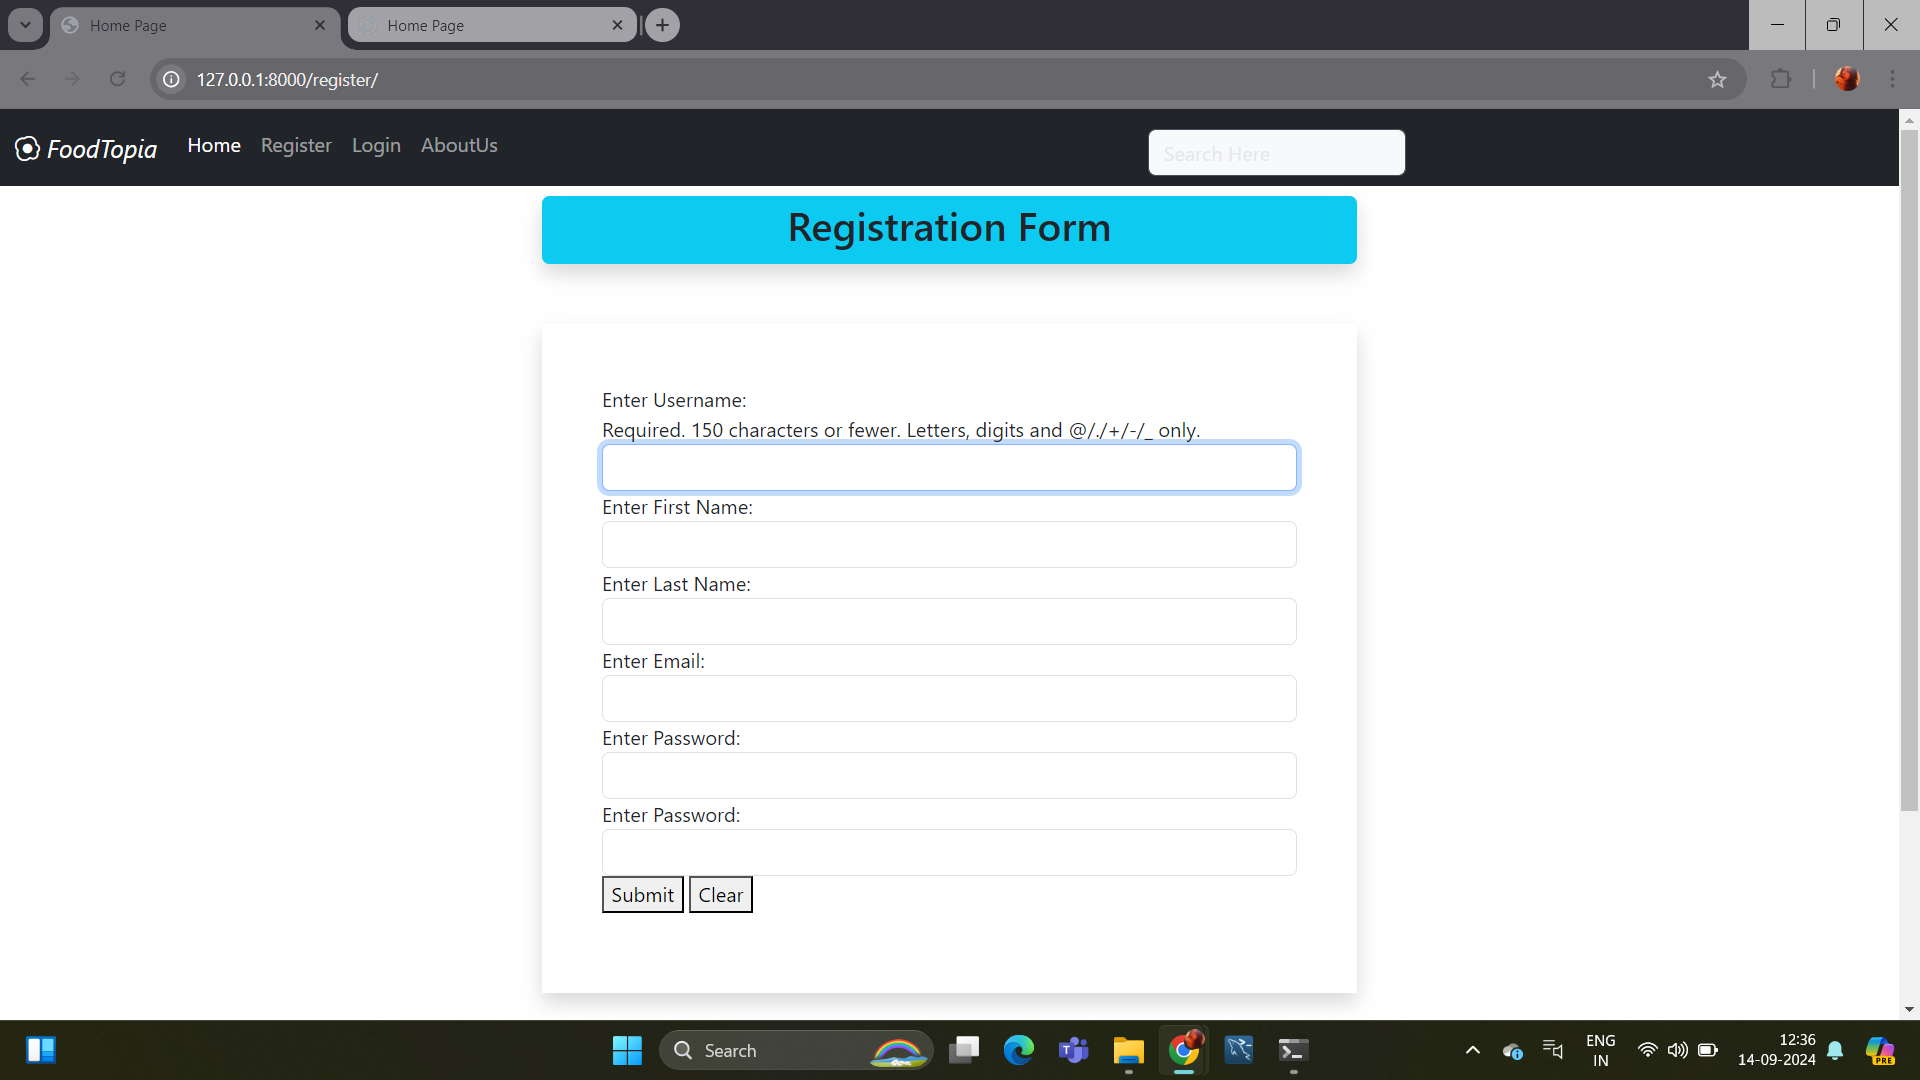 Home Page
Home Page
127.0.0.1:8000/register/
FoodTopia Home Register Login AboutUs Search Here
Registration Form
Enter Username:
Required. 150 characters or fewer. Letters, digits and @/./+/-/_ only.
Enter First Name:
Enter Last Name:
Enter Email:
Enter Password:
Enter Password:
Submit Clear
Search
ENG
IN
12:36
14-09-2024
PRE